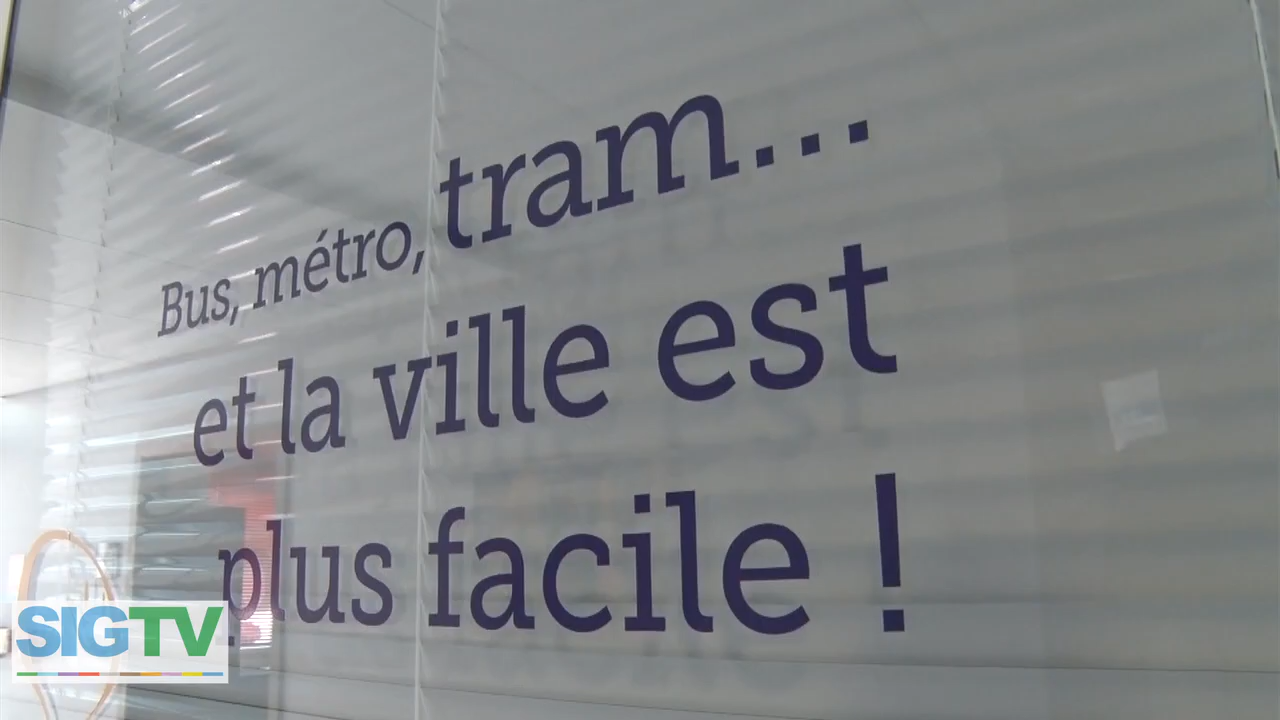 Bus, métro, tram...
et la ville est
plus facile !
SIGTV